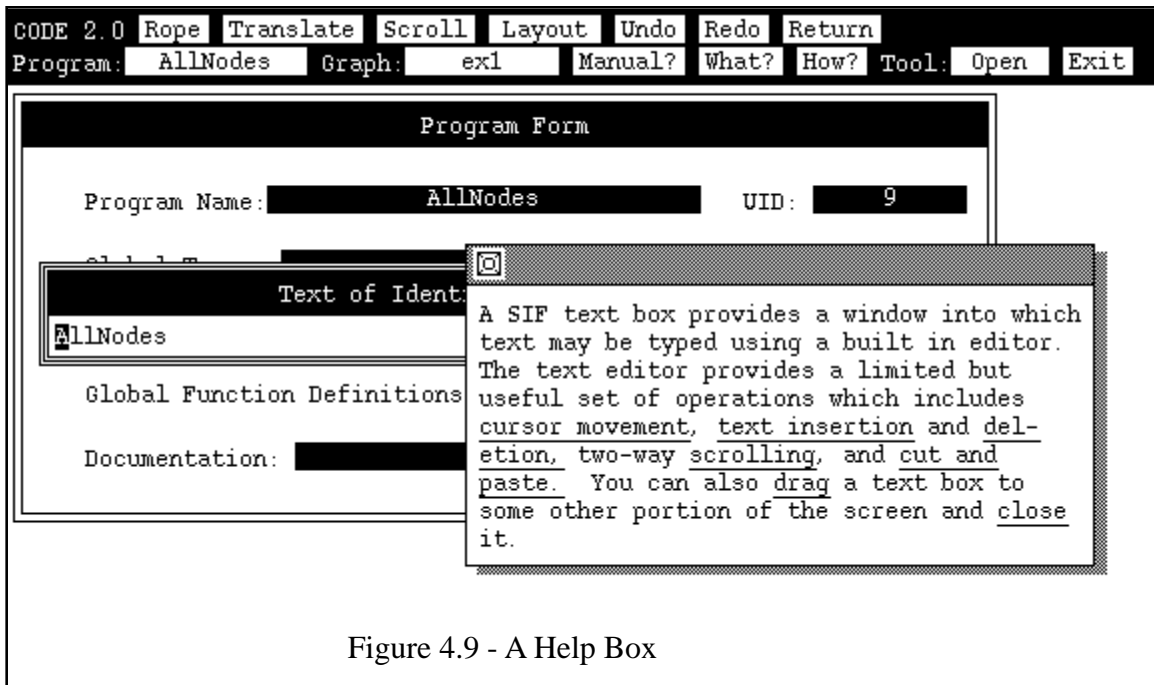 CODE 2.0 Rope Translate Scroll Layout Undo Redo Return
Program: AllNodes Graph: ex1 Manual? What? How? Tool: Open Exit
Program Form
Program Name: AllNodes UID: 9
Text of
AllNodes
Global Function Definitions
Documentation:
A SIF text box provides a window into which
text may be typed using a built in editor.
The text editor provides a limited but
useful set of operations which includes
cursor movement, text insertion and del-
etion, two-way scrolling, and cut and
paste. You can also drag a text box to
some other portion of the screen and close
it.
Figure 4.9 - A Help Box